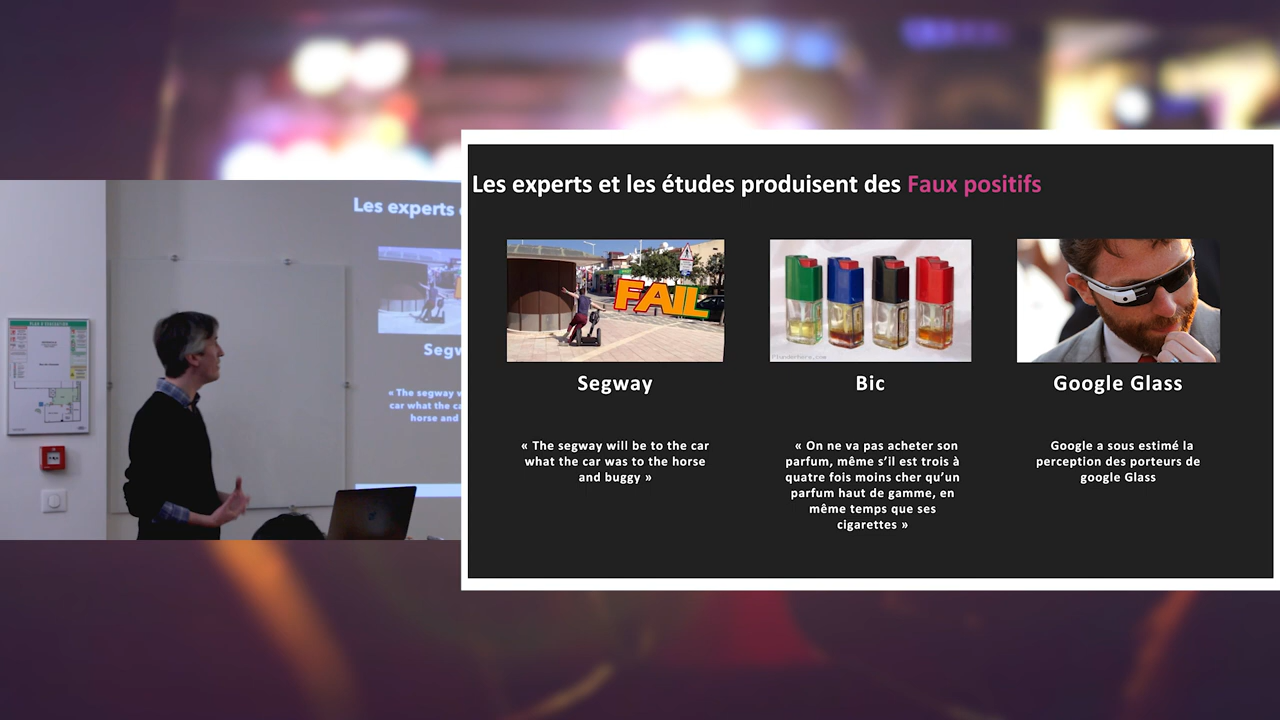 Les experts et les études produisent des Faux positifs
FAIL
Segway
« The segway will be to the car
what the car was to the horse
and buggy »
Bic
« On ne va pas acheter son
parfum, même s'il est trois à
quatre fois moins cher qu'un
parfum haut de gamme, en
même temps que ses
cigarettes »
Google Glass
Google a sous estimé la
perception des porteurs de
google Glass
Les experts
Segw
« The segway w
car what the ca
horse and